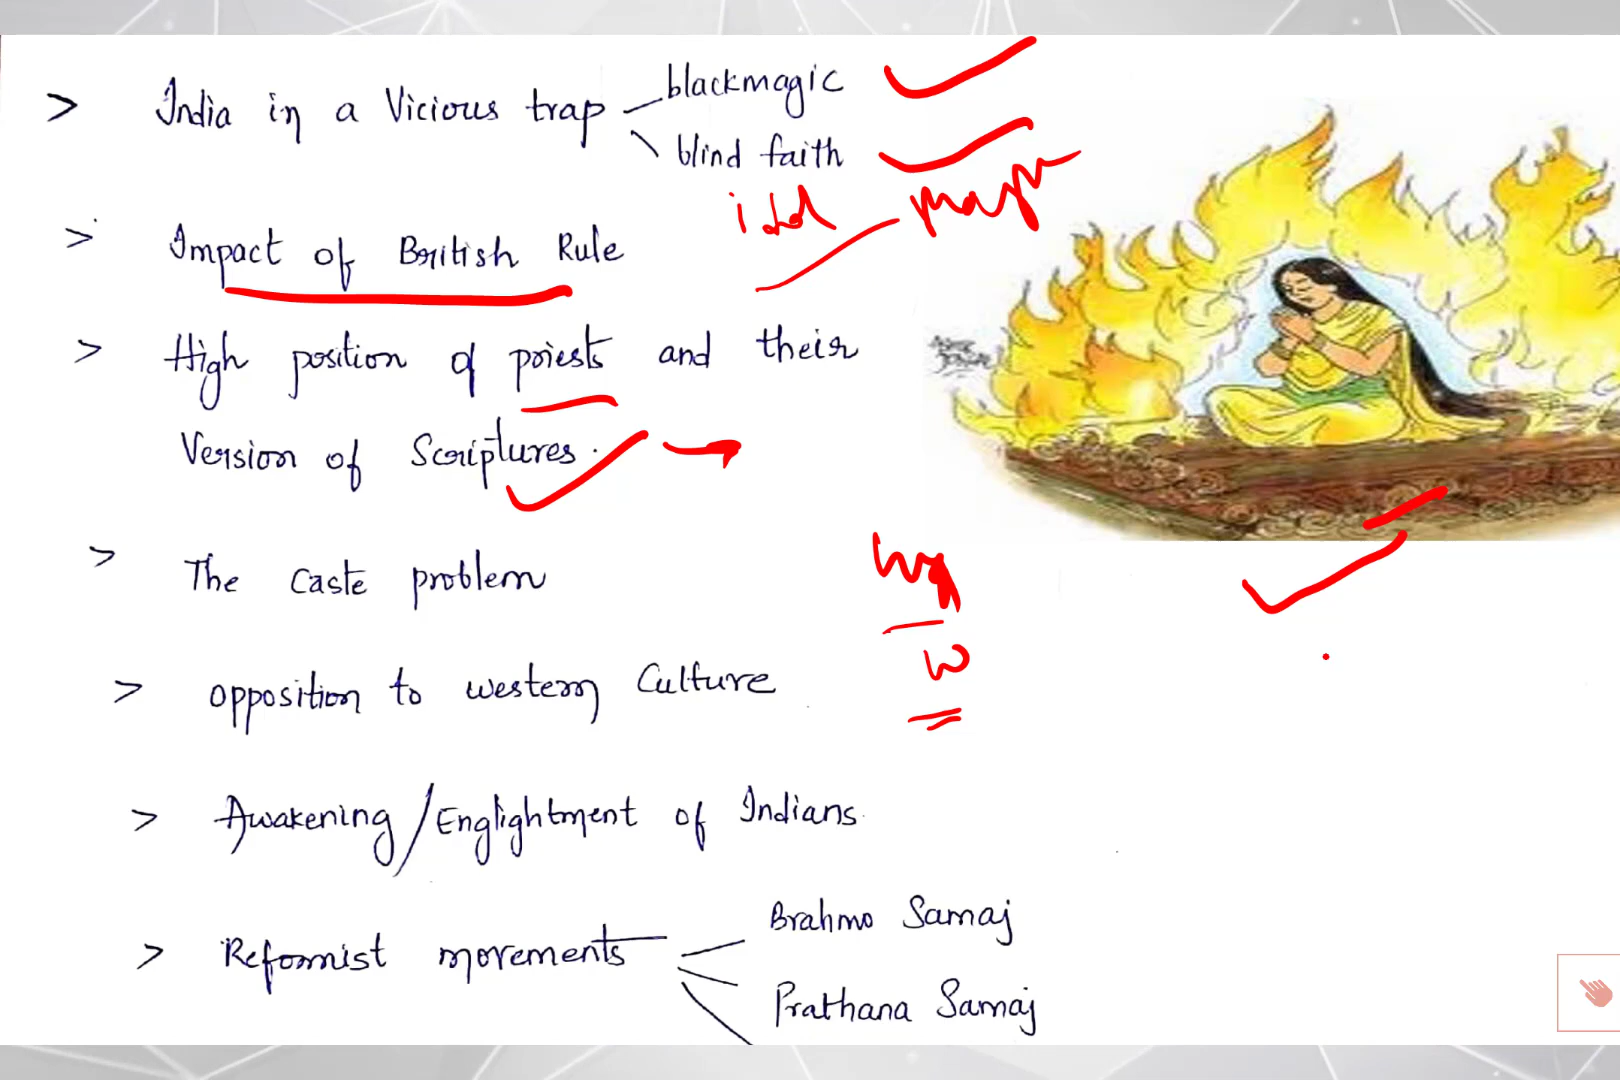 > India in a Vicious trap
blackmagic
blind faith
> Impact of British Rule
> High position of priests and their
Version of Scriptures.
> The Caste problem
> opposition to western Culture
> Awakening/Englightment of Indians.
> Reformist movements
Brahmo Samaj
Prathana Samaj